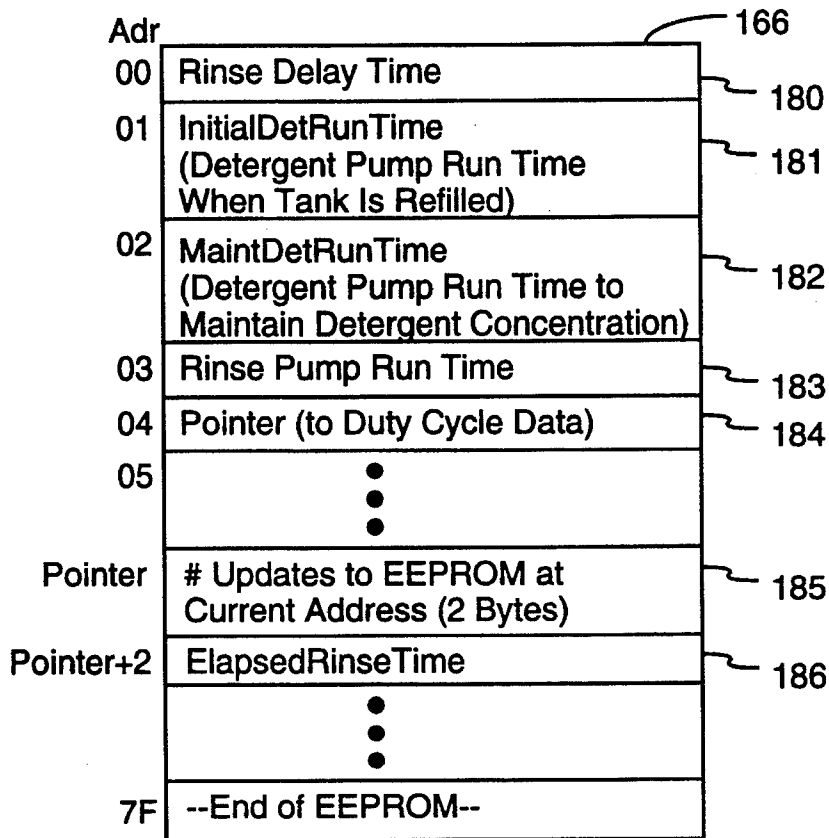 Adr
166
00 Rinse Delay Time 180
01 InitialDetRunTime 181
(Detergent Pump Run Time
When Tank Is Refilled)
02 MaintDetRunTime 182
(Detergent Pump Run Time to
Maintain Detergent Concentration)
03 Rinse Pump Run Time 183
04 Pointer (to Duty Cycle Data) 184
05
Pointer # Updates to EEPROM at 185
Current Address (2 Bytes)
Pointer+2 ElapsedRinseTime 186
7F --End of EEPROM--